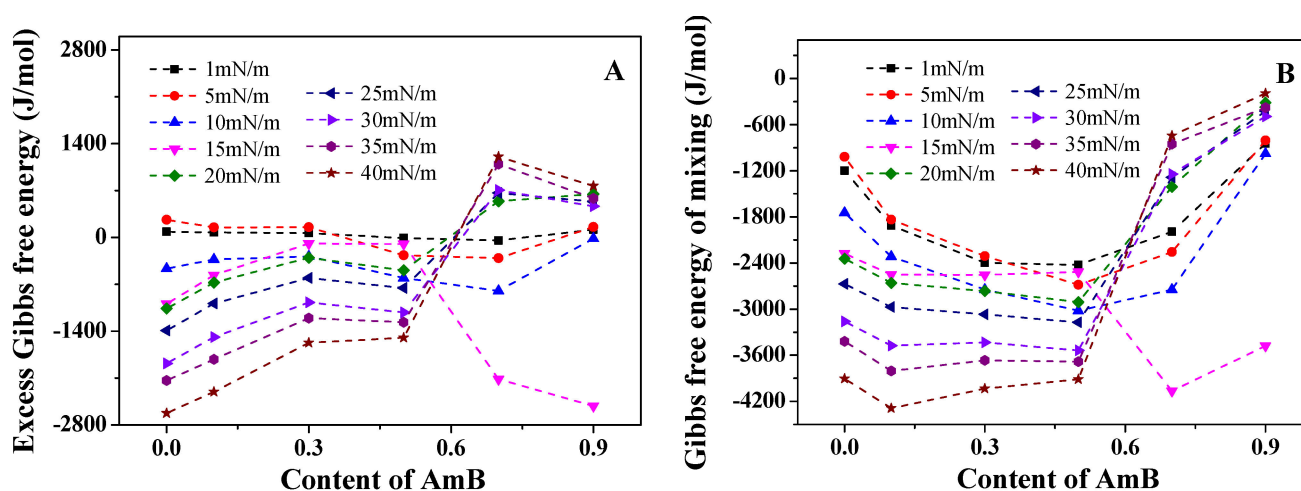 Excess Gibbs free energy (J/mol)
2800
1400
0
-1400
-2800
1mN/m
5mN/m
10mN/m
15mN/m
20mN/m
25mN/m
30mN/m
35mN/m
40mN/m
A
0.0
0.3
0.6
0.9
Content of AmB
Gibbs free energy of mixing (J/mol)
0
-600
-1200
-1800
-2400
-3000
-3600
-4200
1mN/m
5mN/m
10mN/m
15mN/m
20mN/m
25mN/m
30mN/m
35mN/m
40mN/m
B
0.0
0.3
0.6
0.9
Content of AmB